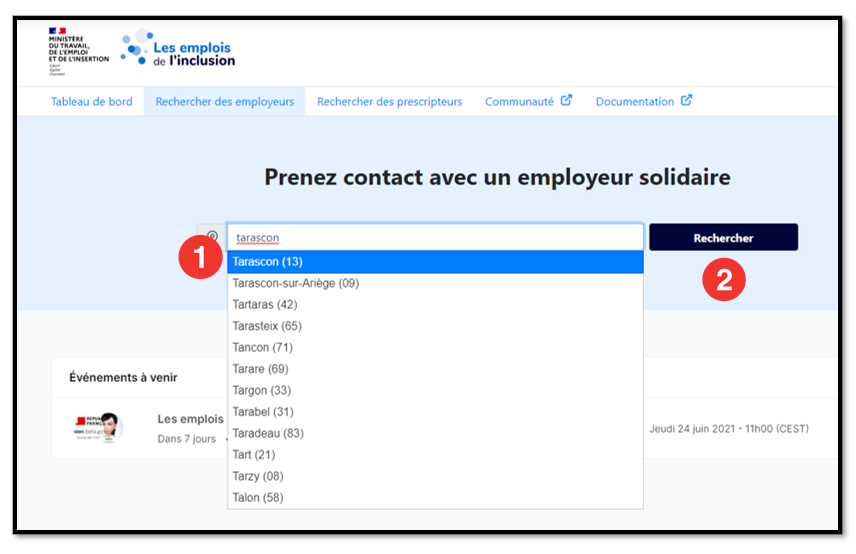 MINISTÈRE
DU TRAVAIL,
DE L'EMPLOI
ET DE L'INSERTION
Liberté
Égalité
Fraternité
Les emplois
de l'inclusion
Tableau de bord Rechercher des employeurs Rechercher des prescripteurs Communauté Documentation
Prenez contact avec un employeur solidaire
tarascon Rechercher
1
Tarascon (13)
2
Tarascon-sur-Ariège (09)
Tartaras (42)
Tarasteix (65)
Tancon (71)
Tarare (69)
Événements à venir
Targon (33)
Tarabel (31)
Les emplois
Jeudi 24 juin 2021 - 11h00 (CEST)
Taradeau (83)
Dans 7 jours
Tart (21)
Tarzy (08)
Talon (58)